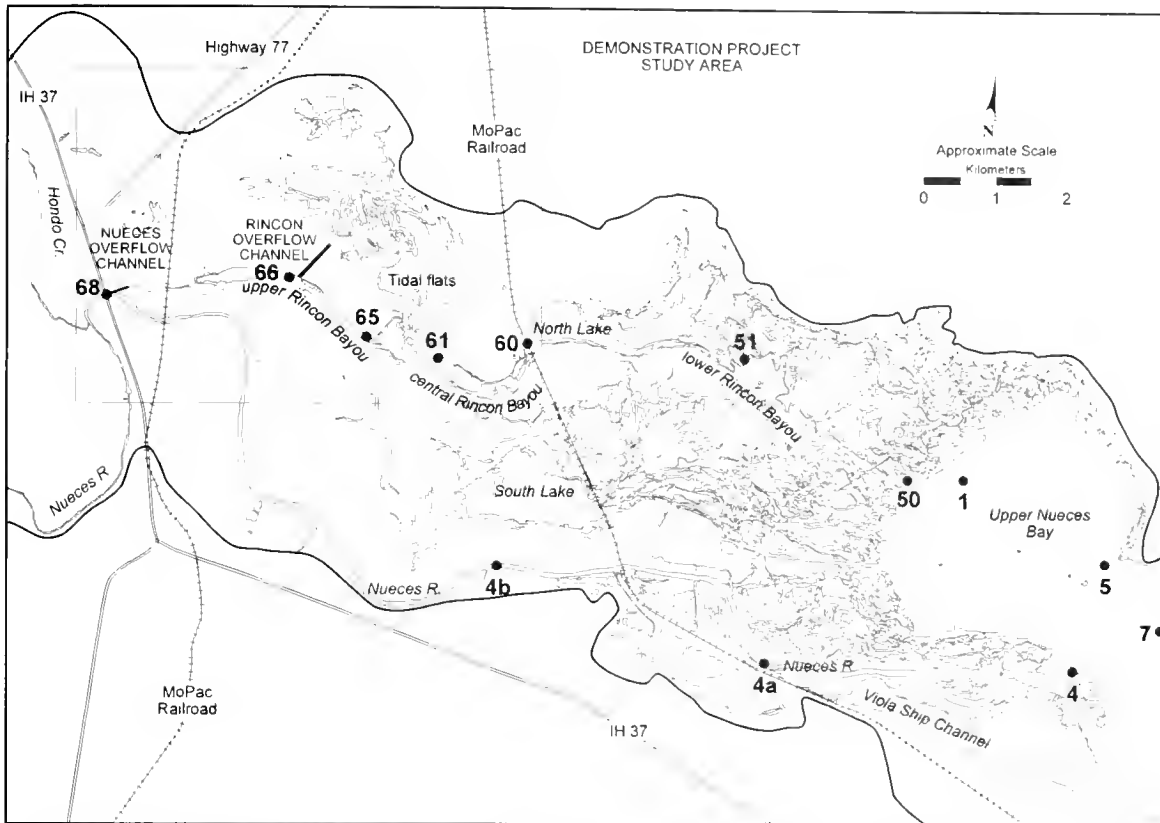 Highway 77
DEMONSTRATION PROJECT
STUDY AREA
IH 37
MoPac
Railroad
N
Approximate Scale
Kilometers
0 1 2
Hondo Cr.
NUECES
OVERFLOW
CHANNEL
RINCON
OVERFLOW
CHANNEL
68
66
Tidal flats
upper Rincon Bayou
65
61
60
North Lake
51
central Rincon Bayou
lower Rincon Bayou
Nueces R
South Lake
50
1
Upper Nueces
Bay
5
4b
Nueces R.
7
4a
Nueces R
4
Viola Ship Channel
MoPac
Railroad
IH 37